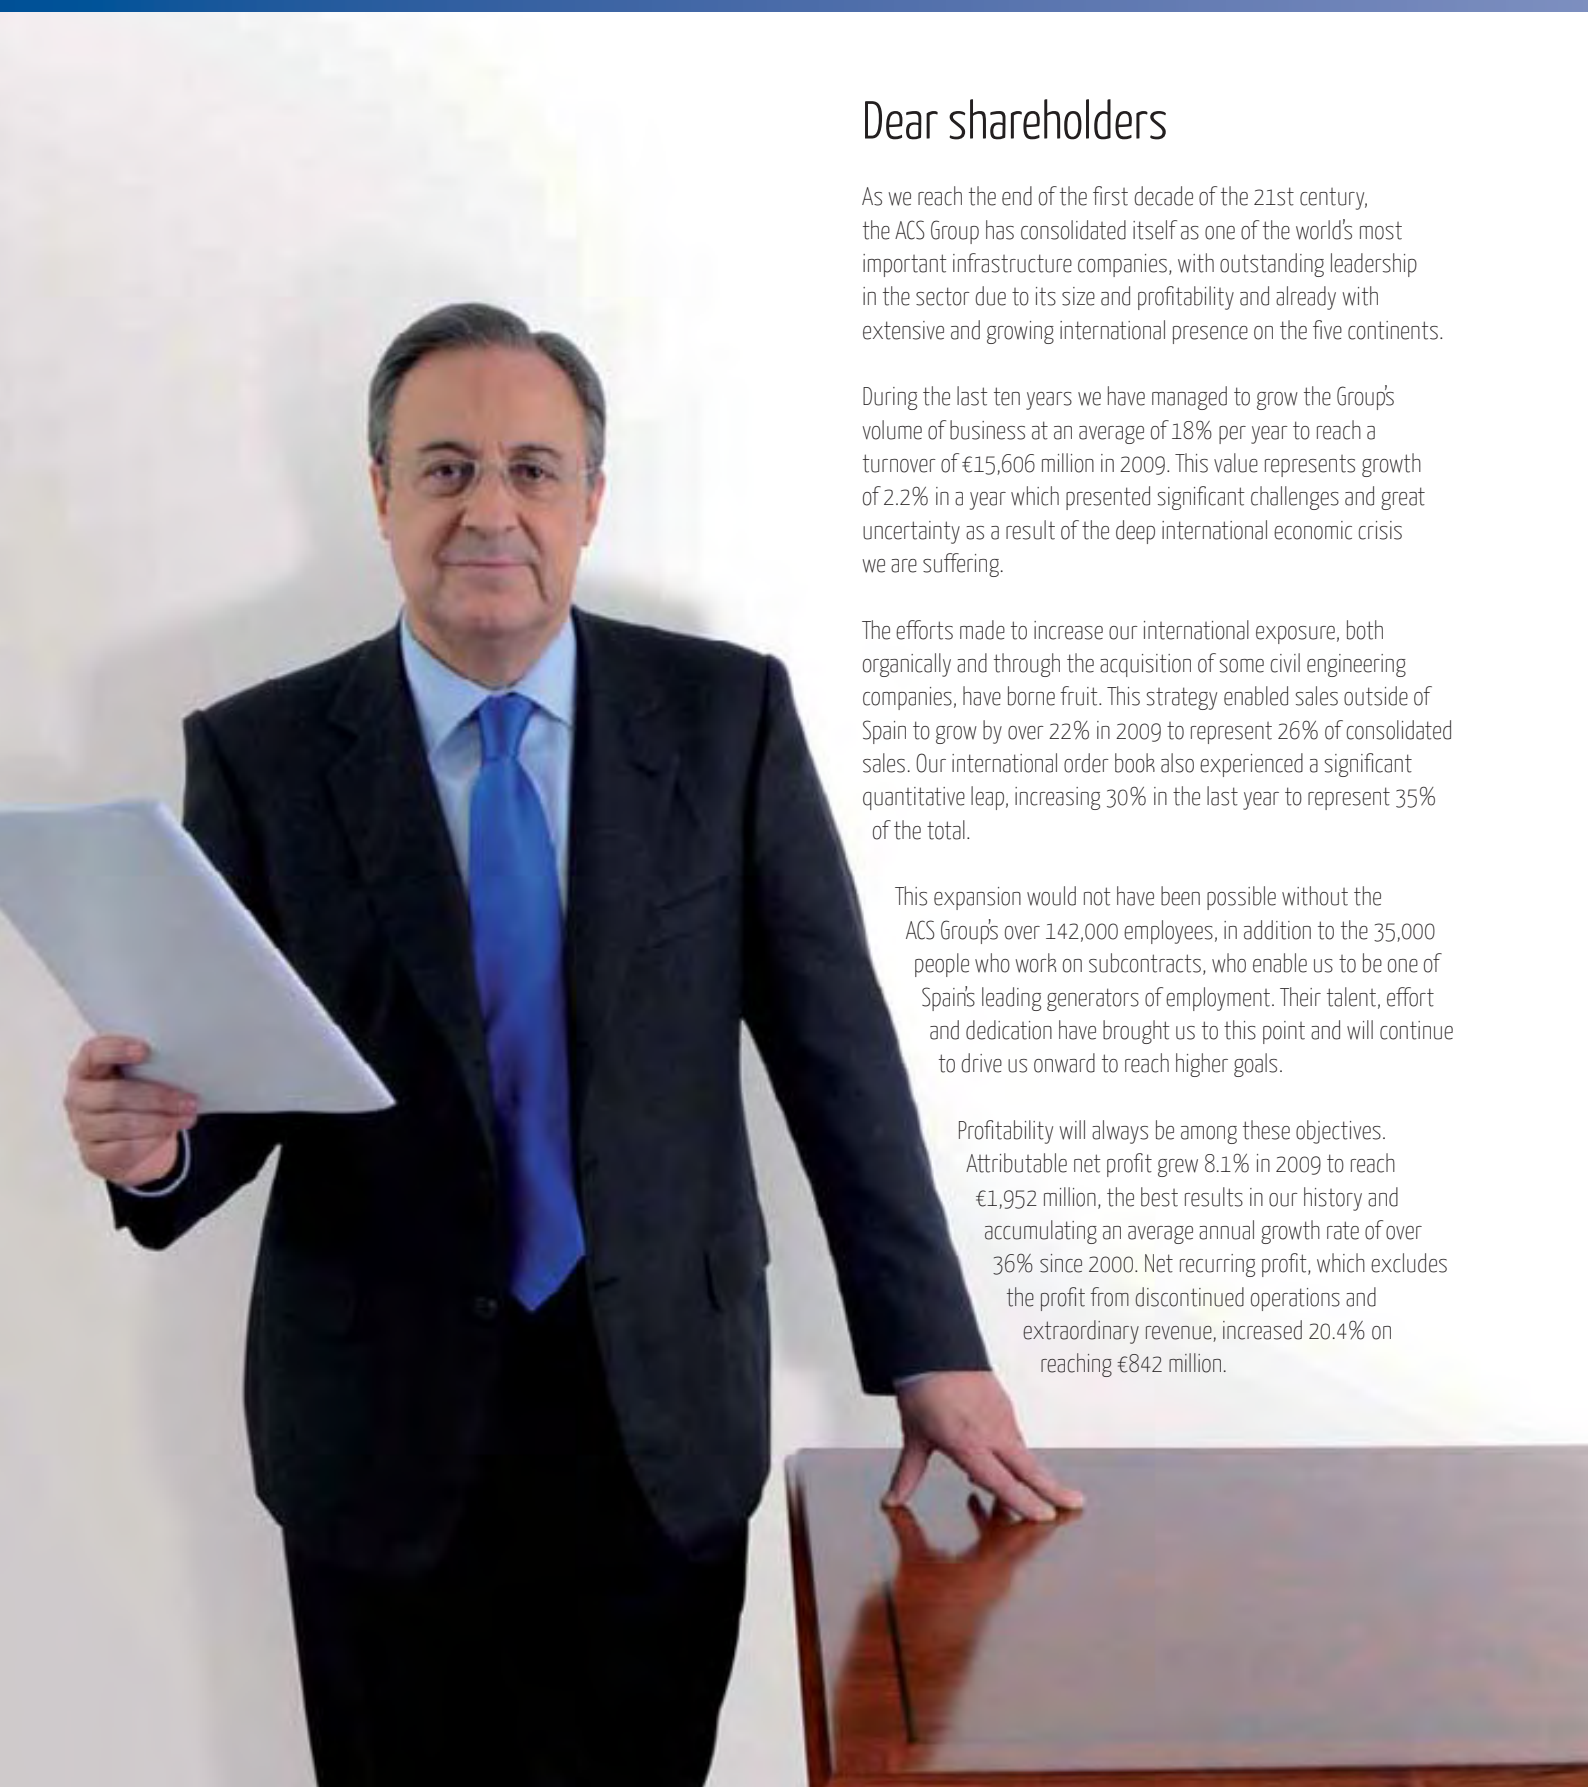 Dear shareholders
As we reach the end of the first decade of the 21st century,
the ACS Group has consolidated itself as one of the world's most
important infrastructure companies, with outstanding leadership
in the sector due to its size and profitability and already with
extensive and growing international presence on the five continents.
During the last ten years we have managed to grow the Group's
volume of business at an average of 18% per year to reach a
turnover of €15,606 million in 2009. This value represents growth
of 2.2% in a year which presented significant challenges and great
uncertainty as a result of the deep international economic crisis
we are suffering.
The efforts made to increase our international exposure, both
organically and through the acquisition of some civil engineering
companies, have borne fruit. This strategy enabled sales outside of
Spain to grow by over 22% in 2009 to represent 26% of consolidated
sales. Our international order book also experienced a significant
quantitative leap, increasing 30% in the last year to represent 35%
of the total.
This expansion would not have been possible without the
ACS Group's over 142,000 employees, in addition to the 35,000
people who work on subcontracts, who enable us to be one of
Spain's leading generators of employment. Their talent, effort
and dedication have brought us to this point and will continue
to drive us onward to reach higher goals.
Profitability will always be among these objectives.
Attributable net profit grew 8.1% in 2009 to reach
€1,952 million, the best results in our history and
accumulating an average annual growth rate of over
36% since 2000. Net recurring profit, which excludes
the profit from discontinued operations and
extraordinary revenue, increased 20.4% on
reaching €842 million.